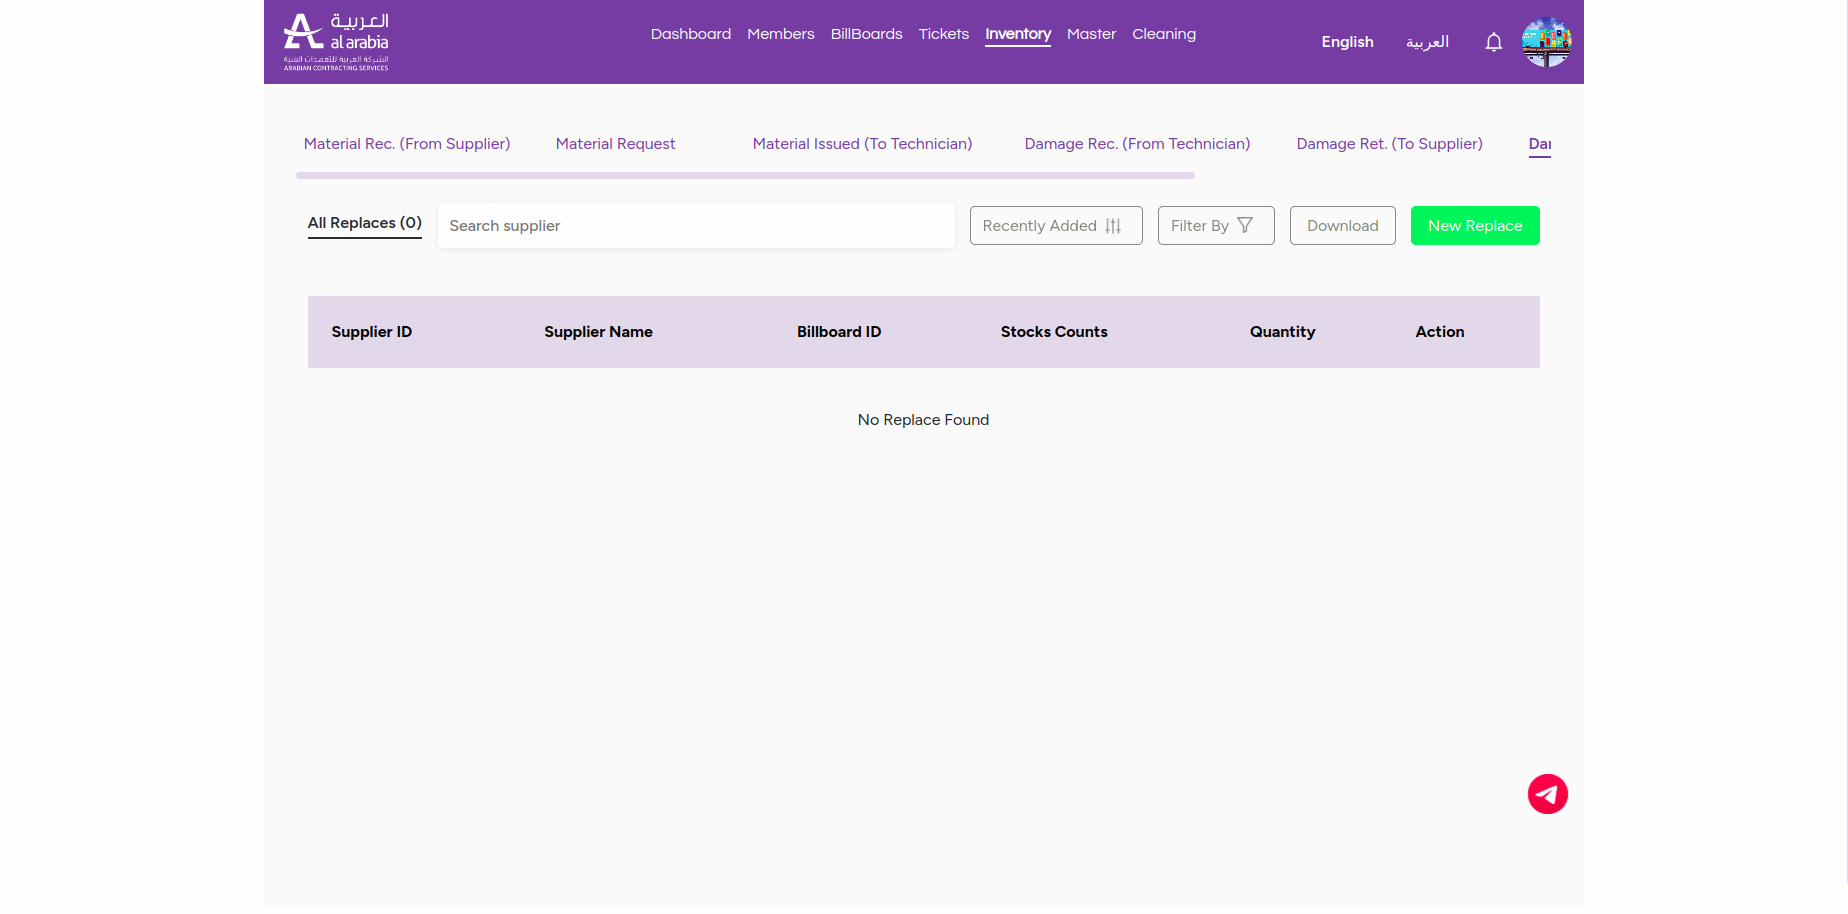 العربية
al arabia
الشركة العربية للتعهدات الفنية
ARABIAN CONTRACTING SERVICES
Dashboard Members BillBoards Tickets Inventory Master Cleaning
English العربية
Material Rec. (From Supplier) Material Request Material Issued (To Technician) Damage Rec. (From Technician) Damage Ret. (To Supplier)
All Replaces (0) Search supplier Recently Added Filter By Download New Replace
Supplier ID Supplier Name Billboard ID Stocks Counts Quantity Action
No Replace Found